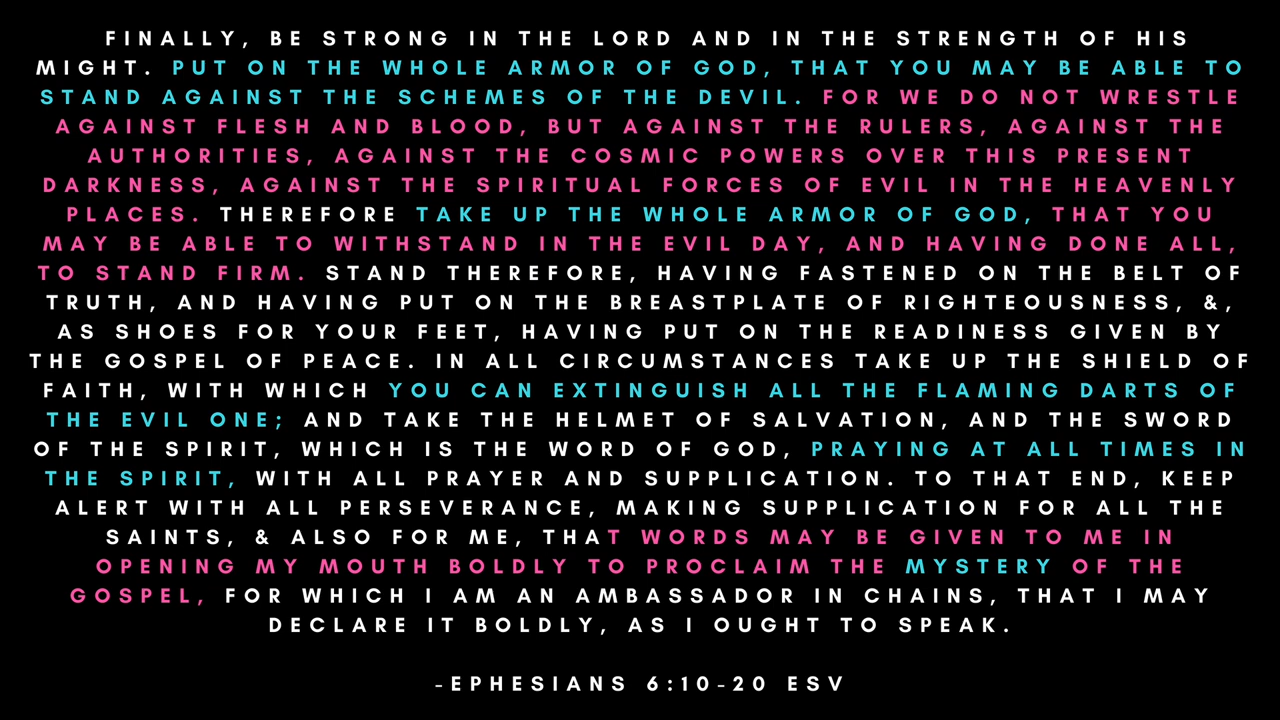 FINALLY, BE STRONG IN THE LORD AND IN THE STRENGTH OF HIS
MIGHT. PUT ON THE WHOLE ARMOR OF GOD, THAT YOU MAY BE ABLE TO
STAND AGAINST THE SCHEMES OF THE DEVIL. FOR WE DO NOT WRESTLE
AGAINST FLESH AND BLOOD, BUT AGAINST THE RULERS, AGAINST THE
AUTHORITIES, AGAINST THE COSMIC POWERS OVER THIS PRESENT
DARKNESS, AGAINST THE SPIRITUAL FORCES OF EVIL IN THE HEAVENLY
PLACES. THEREFORE TAKE UP THE WHOLE ARMOR OF GOD, THAT YOU
MAY BE ABLE TO WITHSTAND IN THE EVIL DAY, AND HAVING DONE ALL,
TO STAND FIRM. STAND THEREFORE, HAVING FASTENED ON THE BELT OF
TRUTH, AND HAVING PUT ON THE BREASTPLATE OF RIGHTEOUSNESS, &,
AS SHOES FOR YOUR FEET, HAVING PUT ON THE READINESS GIVEN BY
THE GOSPEL OF PEACE. IN ALL CIRCUMSTANCES TAKE UP THE SHIELD OF
FAITH, WITH WHICH YOU CAN EXTINGUISH ALL THE FLAMING DARTS OF
THE EVIL ONE; AND TAKE THE HELMET OF SALVATION, AND THE SWORD
OF THE SPIRIT, WHICH IS THE WORD OF GOD, PRAYING AT ALL TIMES IN
THE SPIRIT, WITH ALL PRAYER AND SUPPLICATION. TO THAT END, KEEP
ALERT WITH ALL PERSEVERANCE, MAKING SUPPLICATION FOR ALL THE
SAINTS, & ALSO FOR ME, THAT WORDS MAY BE GIVEN TO ME IN
OPENING MY MOUTH BOLDLY TO PROCLAIM THE MYSTERY OF THE
GOSPEL, FOR WHICH I AM AN AMBASSADOR IN CHAINS, THAT I MAY
DECLARE IT BOLDLY, AS I OUGHT TO SPEAK.
-EPHESIANS 6:10-20 ESV